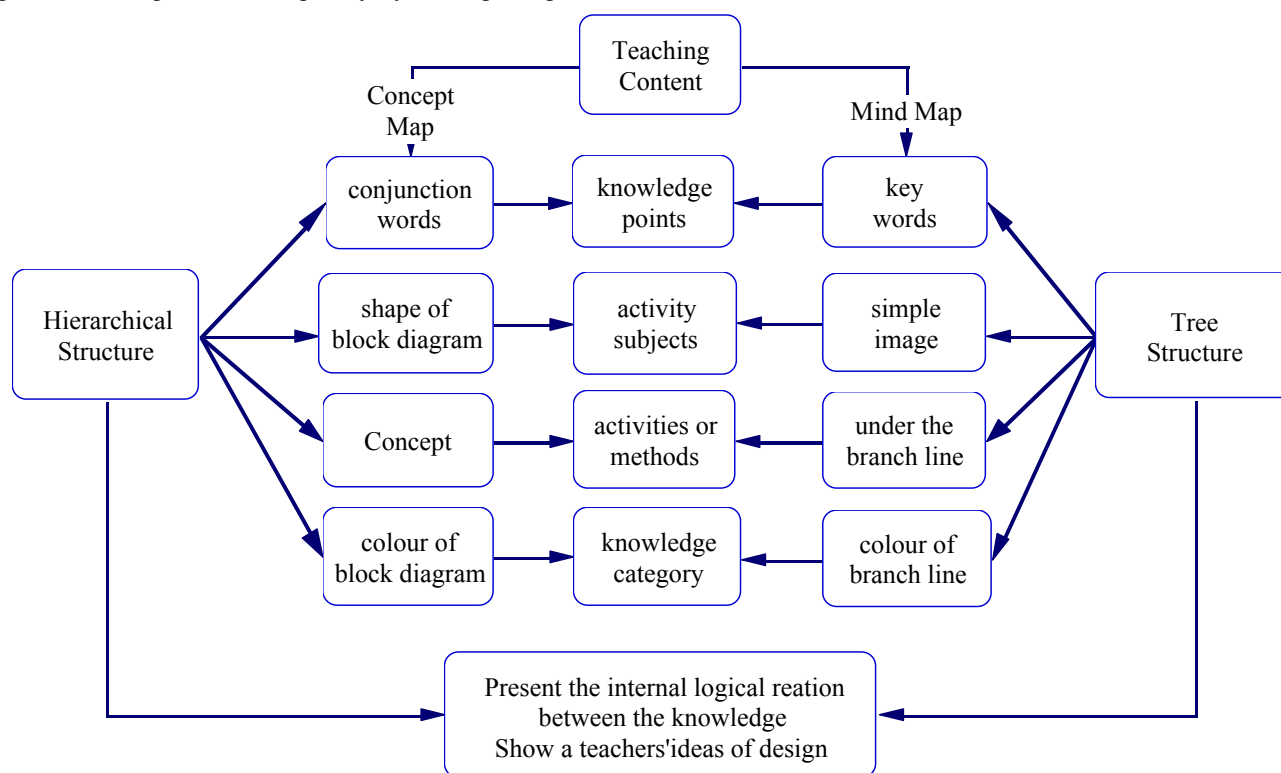 Teaching
Content
Concept
Map
Mind Map
conjunction
words
knowledge
points
key
words
Hierarchical
Structure
shape of
block diagram
activity
subjects
simple
image
Tree
Structure
Concept
activities or
methods
under the
branch line
colour of
block diagram
knowledge
category
colour of
branch line
Present the internal logical reation
between the knowledge
Show a teachers'ideas of design